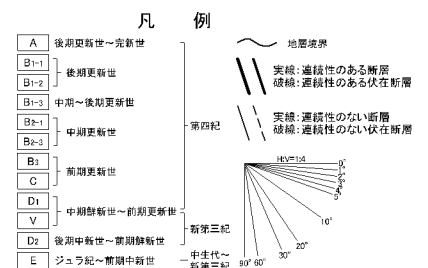 凡 例
A 後期更新世～完新世
B1-1
B1-2
後期更新世
B1-3 中期～後期更新世
B2-1
B2-3
中期更新世
B3
C
前期更新世
D1
V
中期鮮新世～前期更新世
D2 後期中新世～前期鮮新世
E ジュラ紀～前期中新世
第四紀
新第三紀
中生代～
新第三紀
地層境界
実線：連続性のある断層
破線：連続性のある伏在断層
実線：連続性のない断層
破線：連続性のない伏在断層
H:V=1:4
0°
1°
2°
3°
4°
5°
10°
20°
30°
60°
90°